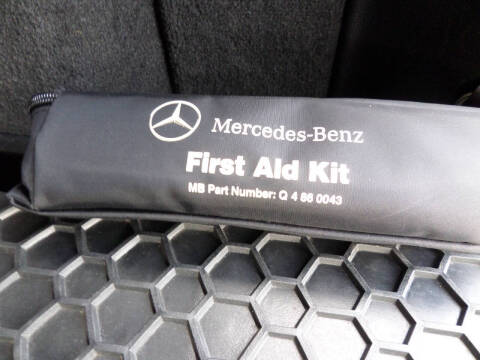 Mercedes-Benz
First Aid Kit
MB Part Number: Q 4 86 0043